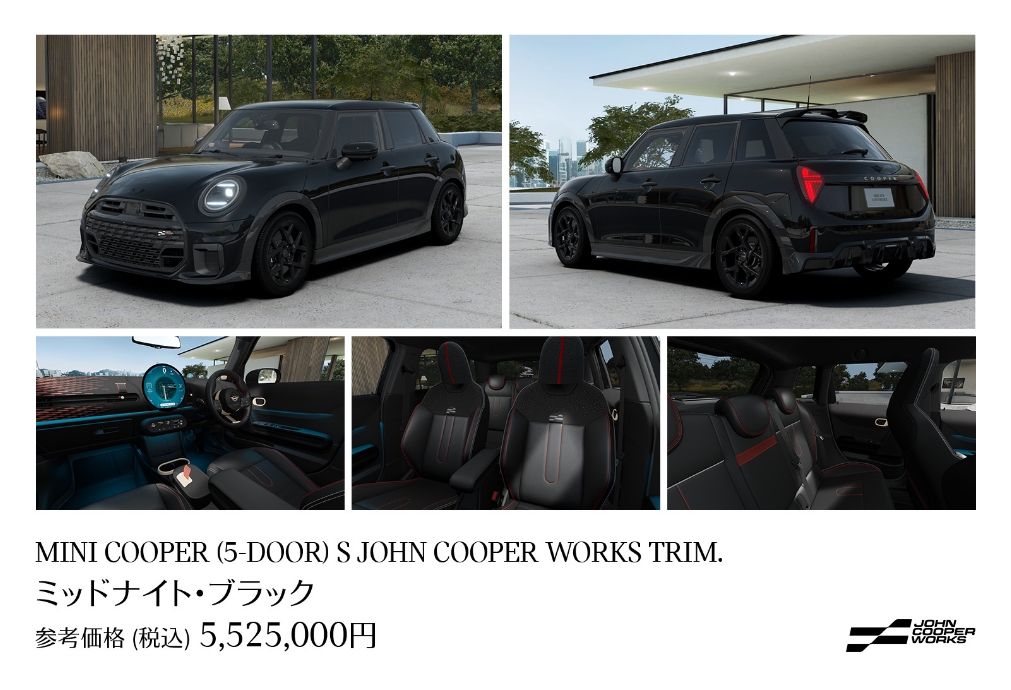 COOPER
MINI COOPER (5-DOOR) S JOHN COOPER WORKS TRIM.
ミッドナイト・ブラック
参考価格 (税込) 5,525,000円
JOHN
COOPER
WORKS